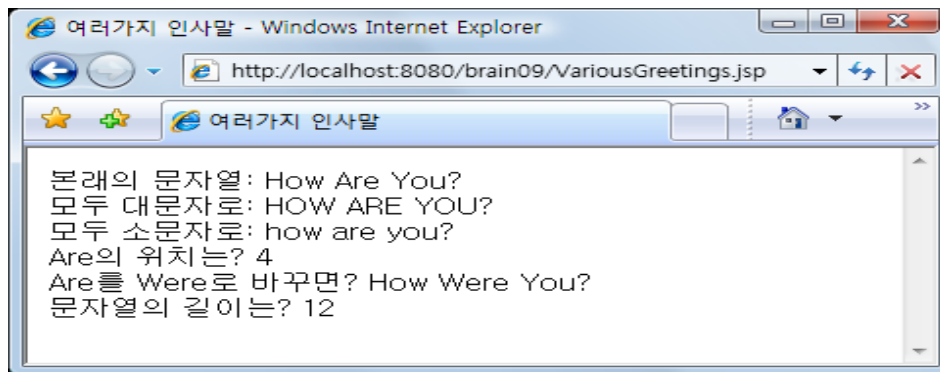 여러가지 인사말 - Windows Internet Explorer
http://localhost:8080/brain09/VariousGreetings.jsp
여러가지 인사말
본래의 문자열: How Are You?
모두 대문자로: HOW ARE YOU?
모두 소문자로: how are you?
Are의 위치는? 4
Are를 Were로 바꾸면? How Were You?
문자열의 길이는? 12